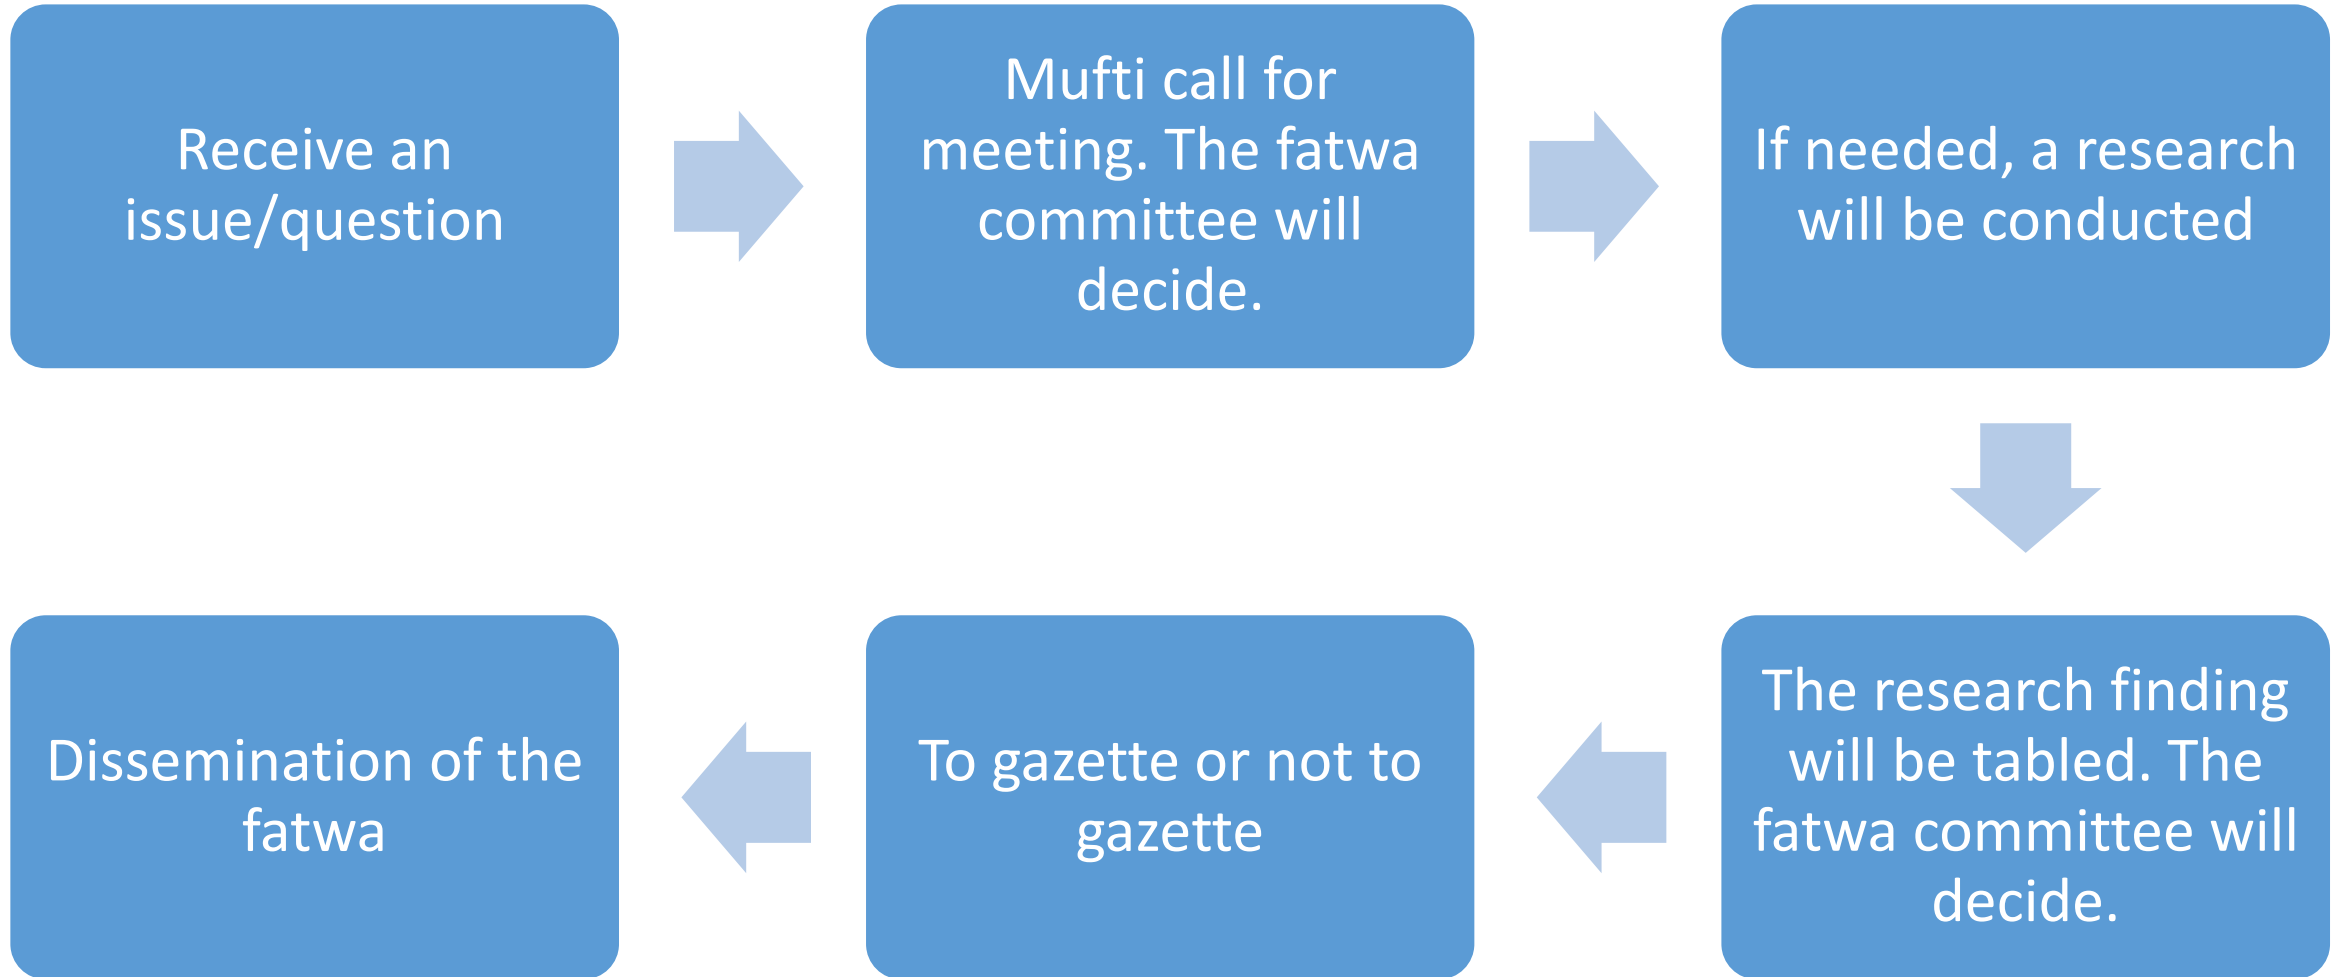 Receive an
issue/question
Mufti call for
meeting. The fatwa
committee will
decide.
If needed, a research
will be conducted
The research finding
will be tabled. The
fatwa committee will
decide.
To gazette or not to
gazette
Dissemination of the
fatwa